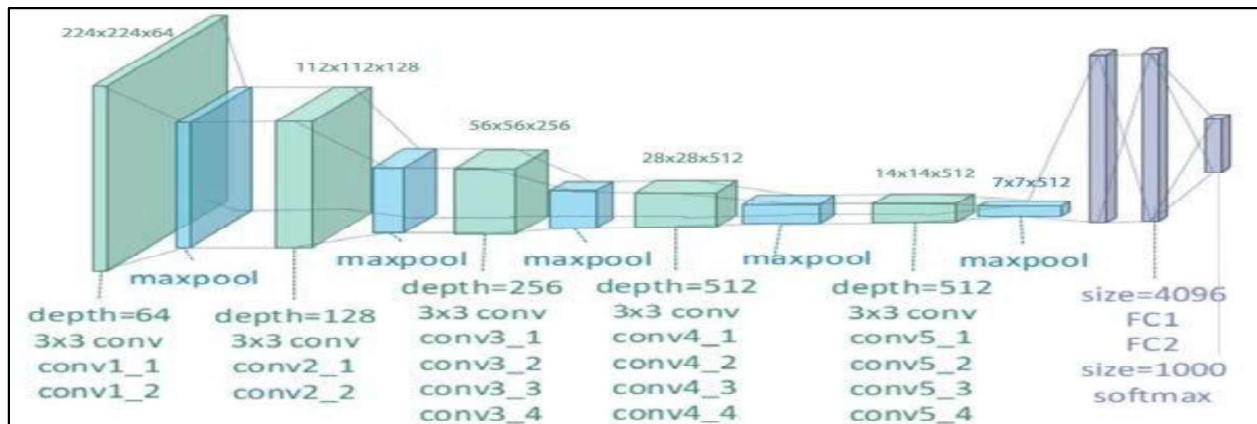 224x224x64
112x112x128
56x56x256
28x28x512
14x14x512
7x7x512
maxpool
maxpool
maxpool
maxpool
maxpool
depth=64
3x3 conv
conv1_1
conv1_2
depth=128
3x3 conv
conv2_1
conv2_2
depth=256
3x3 conv
conv3_1
conv3_2
conv3_3
conv3_4
depth=512
3x3 conv
conv4_1
conv4_2
conv4_3
conv4_4
depth=512
3x3 conv
conv5_1
conv5_2
conv5_3
conv5_4
size=4096
FC1
FC2
size=1000
softmax